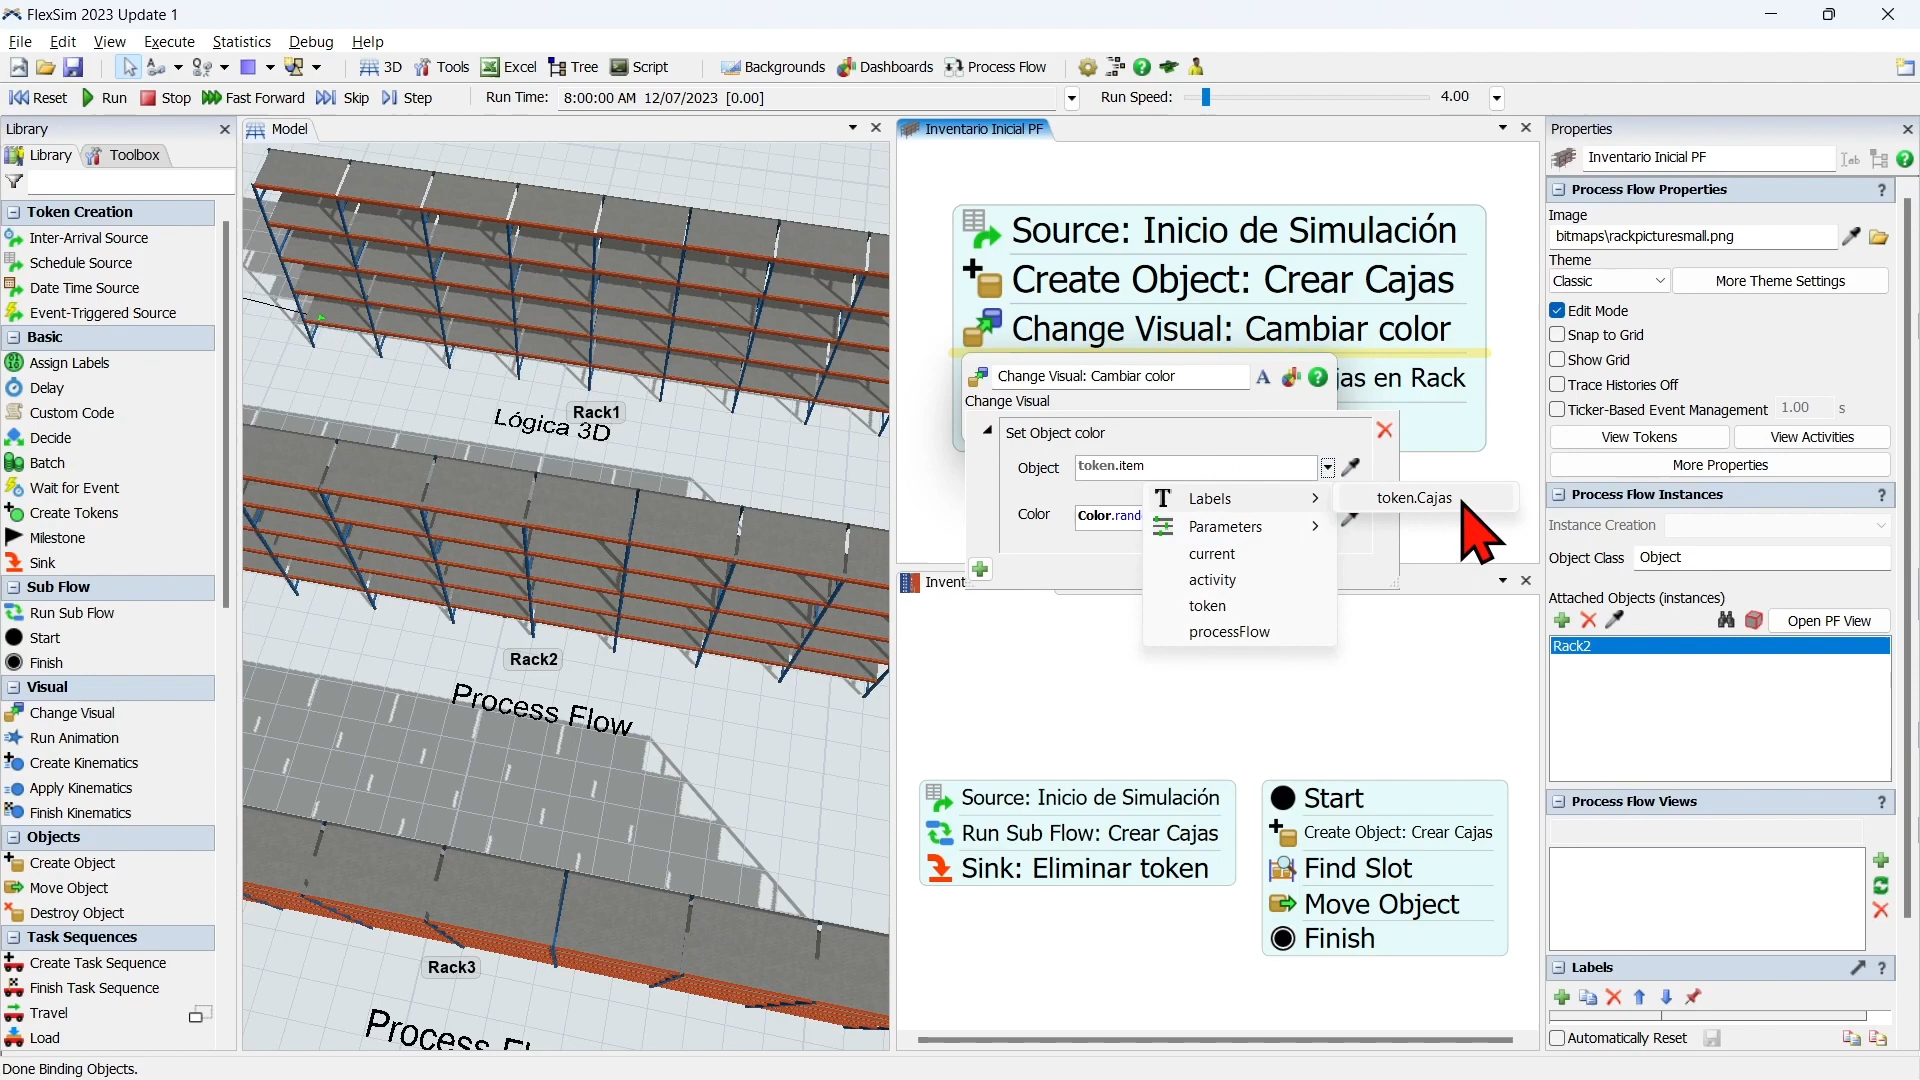 FlexSim 2023 Update 1
File Edit View Execute Statistics Debug Help
3D Tools Excel Tree Script Backgrounds Dashboards Process Flow
Reset Run Stop Fast Forward Skip Step Run Time: 8:00:00 AM 12/07/2023 [0.00] Run Speed: 4.00
Library
Library Toolbox
Token Creation
Inter-Arrival Source
Schedule Source
Date Time Source
Event-Triggered Source
Basic
Assign Labels
Delay
Custom Code
Decide
Batch
Wait for Event
Create Tokens
Milestone
Sink
Sub Flow
Run Sub Flow
Start
Finish
Visual
Change Visual
Run Animation
Create Kinematics
Apply Kinematics
Finish Kinematics
Objects
Create Object
Move Object
Destroy Object
Task Sequences
Create Task Sequence
Finish Task Sequence
Travel
Load
Done Binding Objects.
Model
Rack1
Lógica 3D
Rack2
Process Flow
Rack3
Inventario Inicial PF
Source: Inicio de Simulación
Create Object: Crear Cajas
Change Visual: Cambiar color
jas en Rack
Change Visual: Cambiar color
Change Visual
Set Object color
Object token.item
Color Color.rand
Labels
Parameters
current
activity
token
processFlow
token.Cajas
Invent
Source: Inicio de Simulación
Run Sub Flow: Crear Cajas
Sink: Eliminar token
Start
Create Object: Crear Cajas
Find Slot
Move Object
Finish
Properties
Inventario Inicial PF
Process Flow Properties ?
Image
bitmaps\rackpicturesmall.png
Theme
Classic More Theme Settings
Edit Mode
Snap to Grid
Show Grid
Trace Histories Off
Ticker-Based Event Management 1.00 s
View Tokens View Activities
More Properties
Process Flow Instances ?
Instance Creation
Object Class Object
Attached Objects (instances)
Open PF View
Rack2
Process Flow Views ?
Labels ?
Automatically Reset